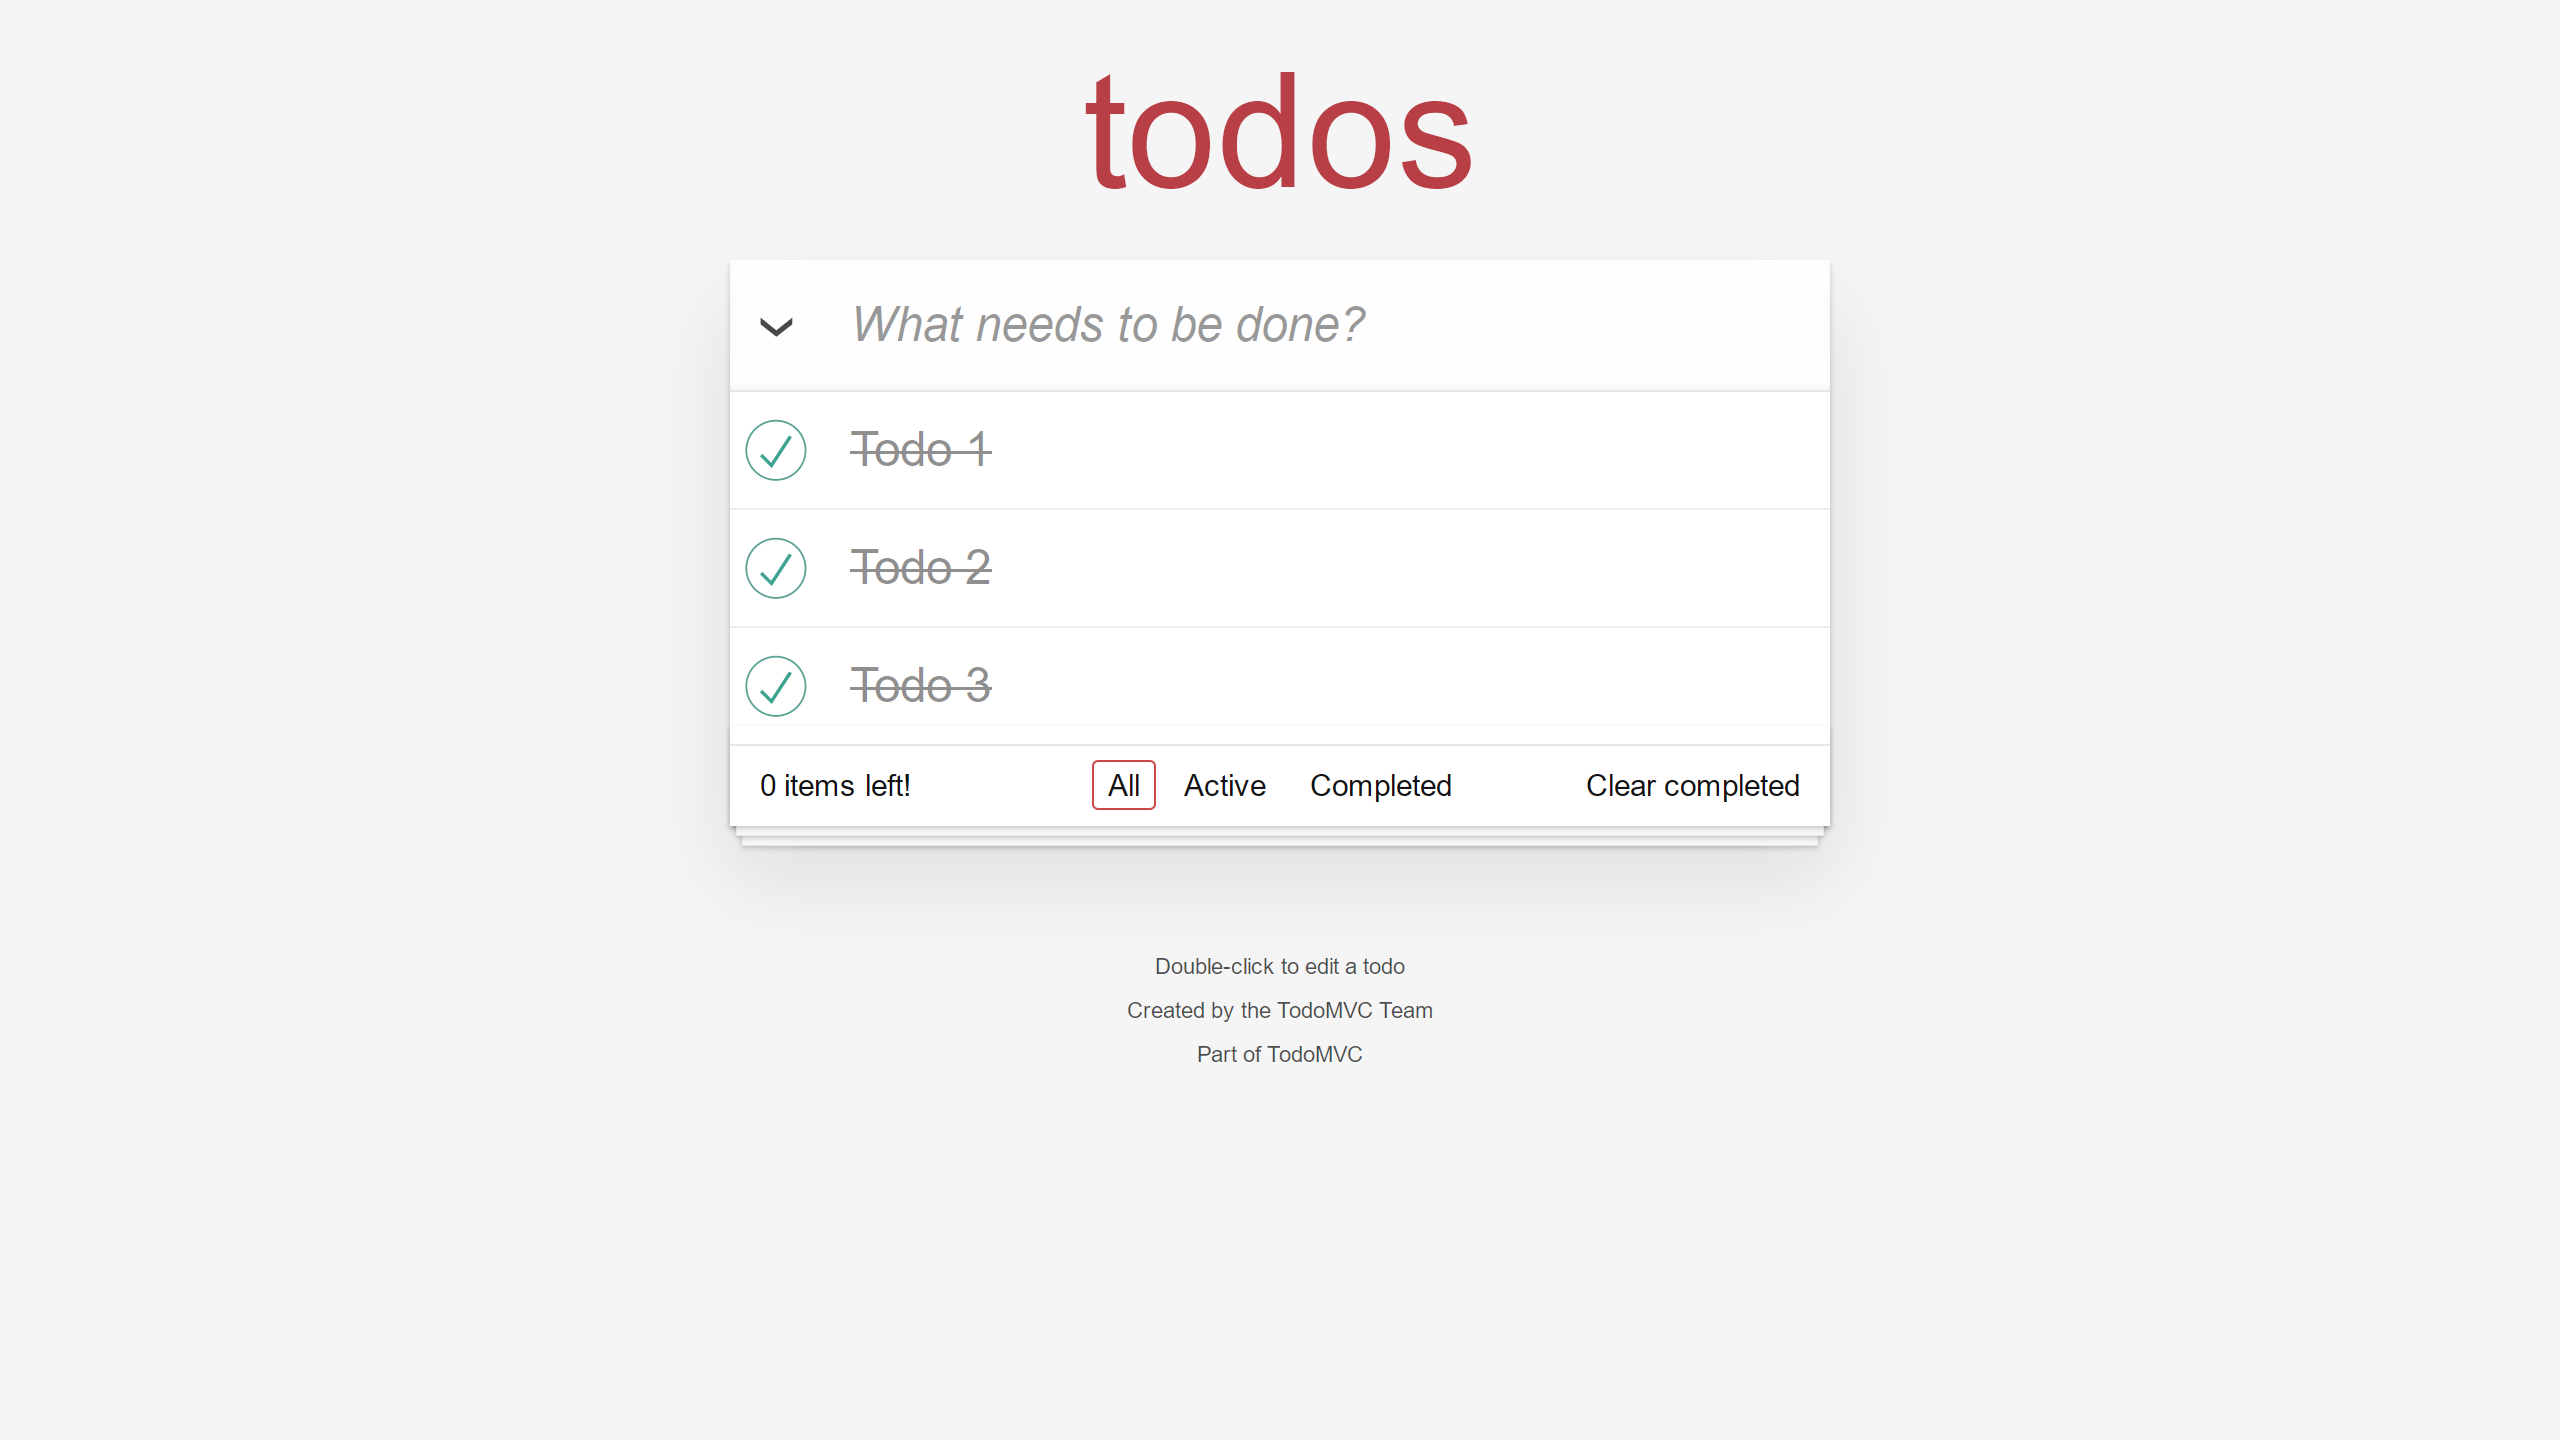 todos
What needs to be done?
Todo 1
Todo 2
Todo 3
0 items left! All Active Completed Clear completed
Double-click to edit a todo
Created by the TodoMVC Team
Part of TodoMVC